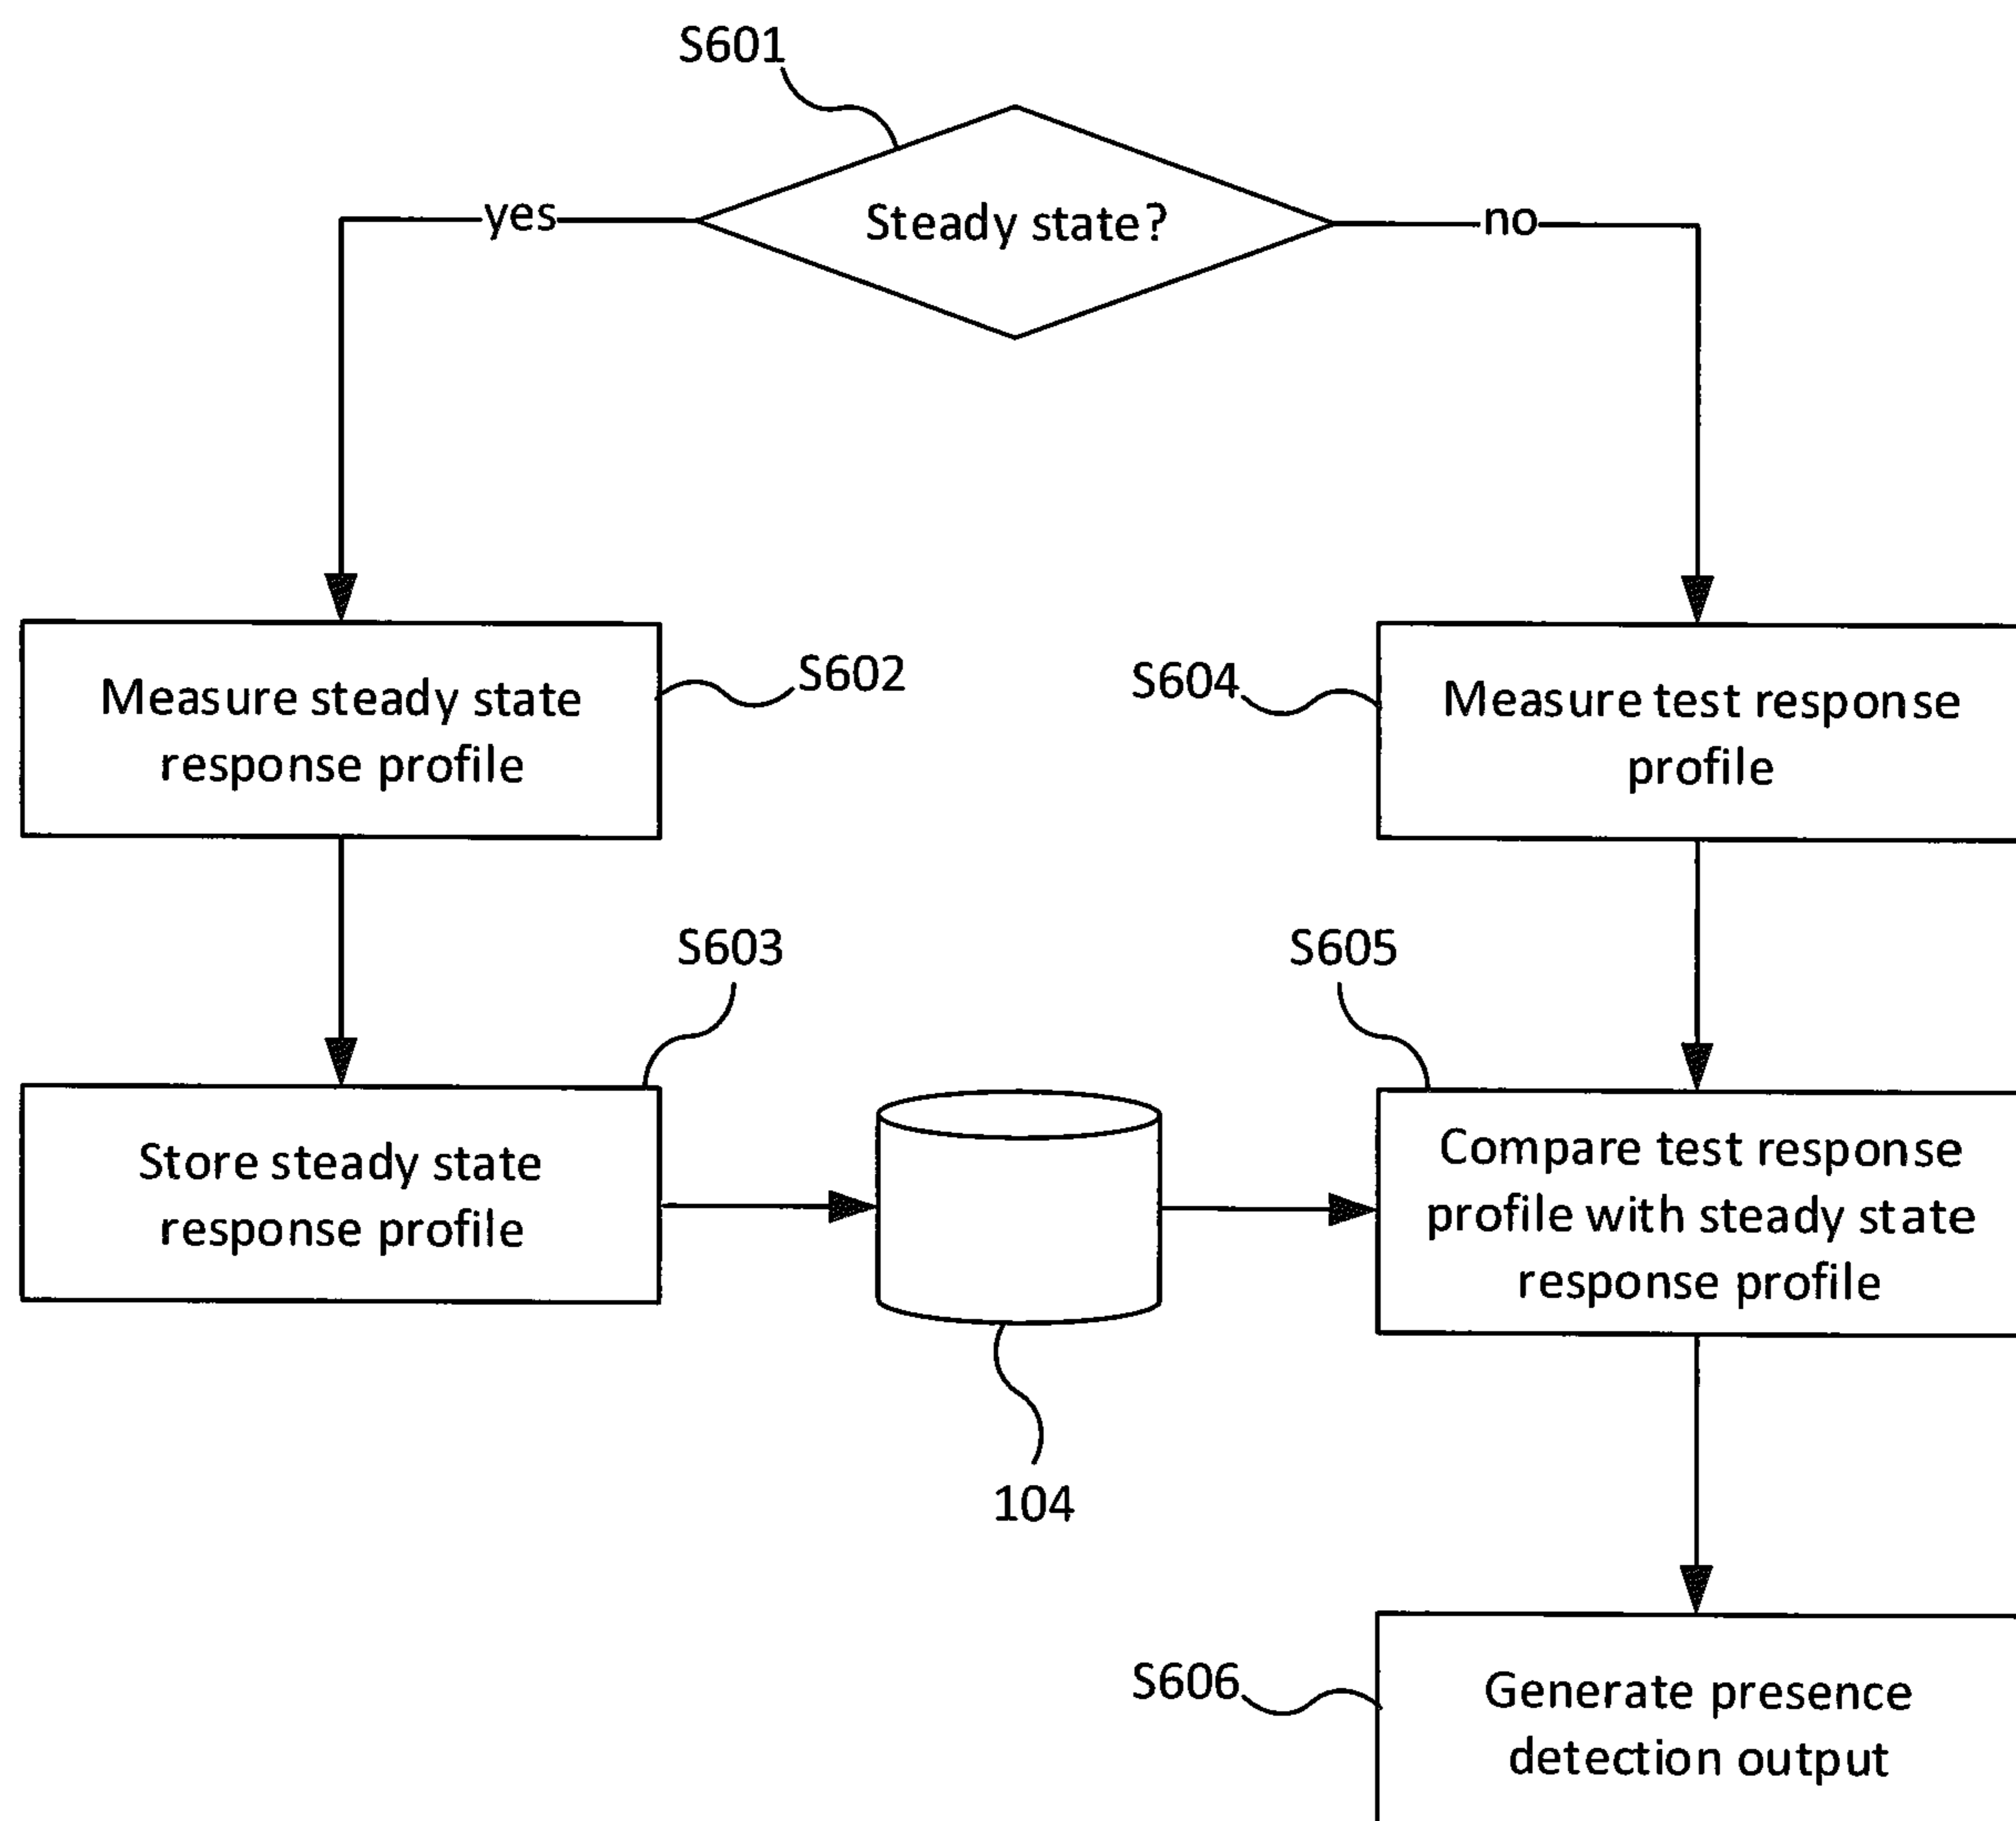 S601
Steady state?
yes
no
Measure steady state
response profile
S602
S604
Measure test response
profile
S603
S605
Store steady state
response profile
Compare test response
profile with steady state
response profile
104
S606
Generate presence
detection output